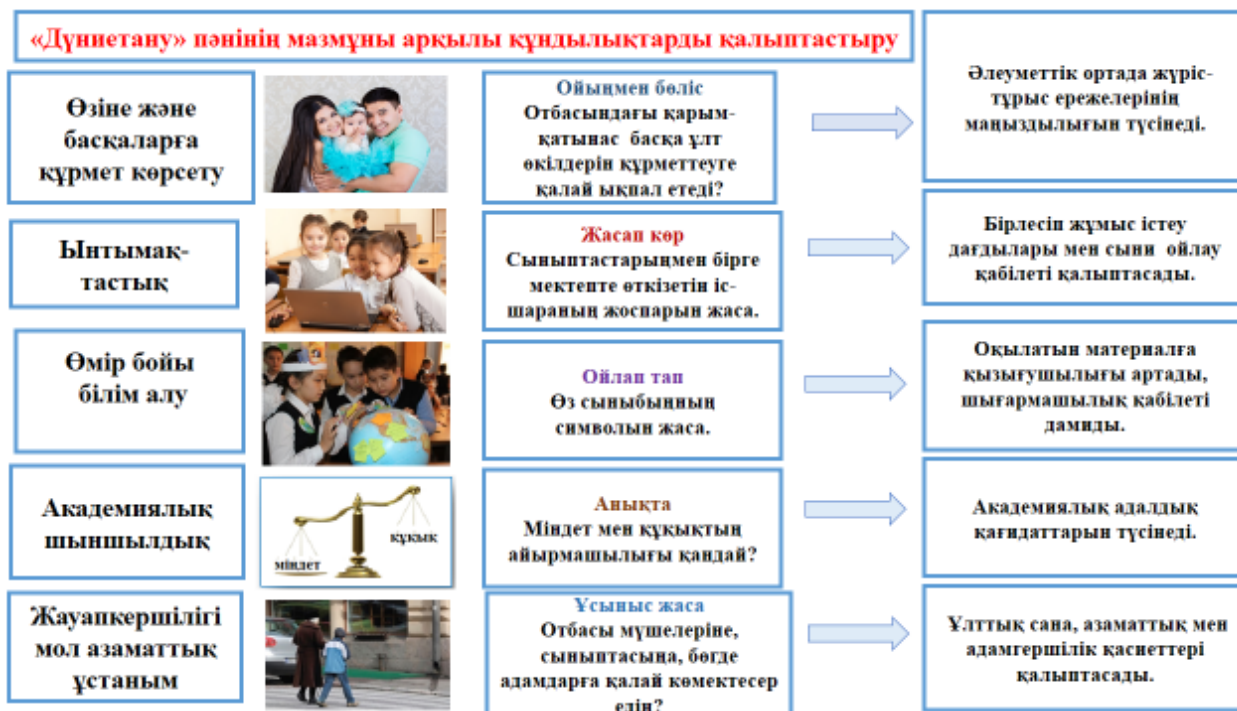 «Дүниетану» пәнінің мазмұны арқылы құндылықтарды қалыптастыру
Өзіне және
басқаларға
құрмет көрсету
Ойыңмен бөліс
Отбасындағы қарым-
қатынас басқа ұлт
өкілдерін құрметтеуге
қалай ықпал етеді?
Әлеуметтік ортада жүріс-
тұрыс ережелерінің
маңыздылығын түсінеді.
Ынтымақ-
тастық
Жасап көр
Сыныптастарыңмен бірге
мектепте өткізетін іс-
шараның жоспарын жаса.
Бірлесіп жұмыс істеу
дағдылары мен сыни ойлау
қабілеті қалыптасады.
Өмір бойы
білім алу
Ойлап тап
Өз сыныбыңның
символын жаса.
Оқылатын материалға
қызығушылығы артады,
шығармашылық қабілеті
дамиды.
Академиялық
шыншылдық
міндет
құқық
Анықта
Міндет мен құқықтың
айырмашылығы қандай?
Академиялық адалдық
қағидаттарын түсінеді.
Жауапкершілігі
мол азаматтық
ұстаным
Ұсыныс жаса
Отбасы мүшелеріне,
сыныптасыңа, бөгде
адамдарға қалай көмектесер
едің?
Ұлттық сана, азаматтық мен
адамгершілік қасиеттері
қалыптасады.